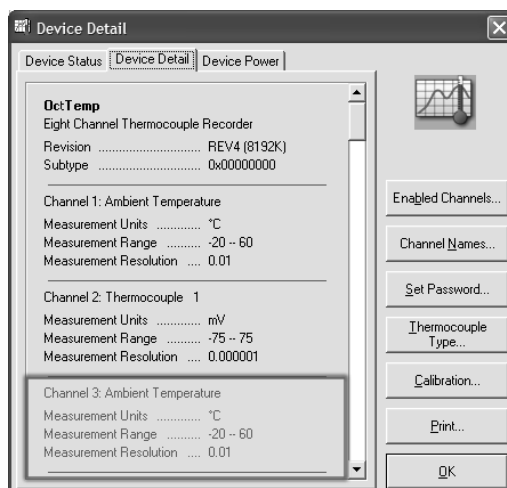 Device Detail
Device Status Device Detail Device Power
OctTemp
Eight Channel Thermocouple Recorder
Revision .......................... REV4 (8192K)
Subtype .......................... 0x00000000
Channel 1: Ambient Temperature
Measurement Units ............ °C
Measurement Range ......... -20 -- 60
Measurement Resolution .... 0.01
Channel 2: Thermocouple 1
Measurement Units ............ mV
Measurement Range ......... -75 -- 75
Measurement Resolution .... 0.000001
Channel 3: Ambient Temperature
Measurement Units ............ °C
Measurement Range ......... -20 -- 60
Measurement Resolution .... 0.01
Enabled Channels...
Channel Names...
Set Password...
Thermocouple
Type...
Calibration...
Print...
OK